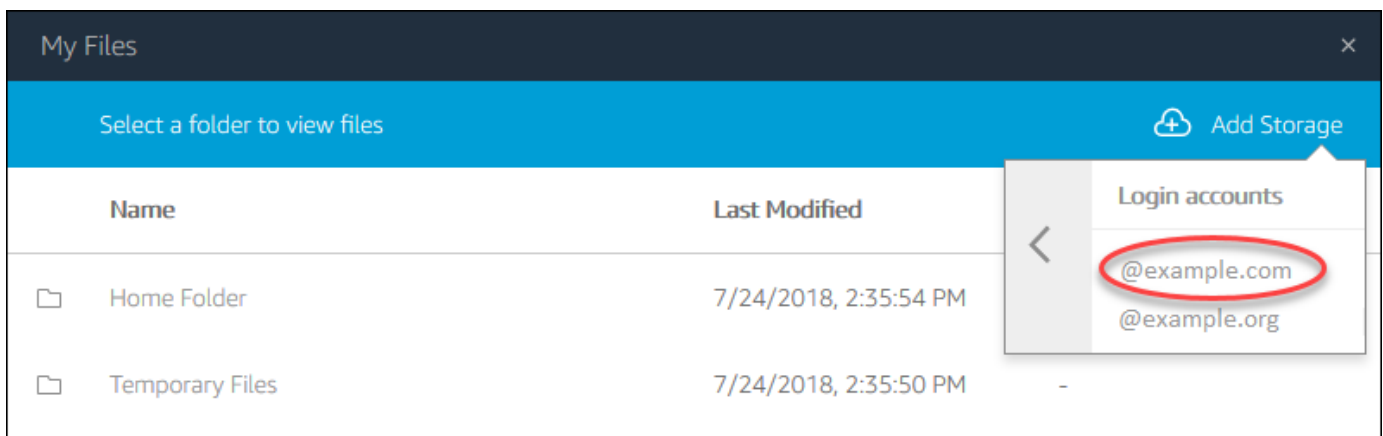 My Files
Select a folder to view files
Add Storage
Name
Last Modified
Login accounts
@example.com
@example.org
Home Folder
7/24/2018, 2:35:54 PM
Temporary Files
7/24/2018, 2:35:50 PM
-